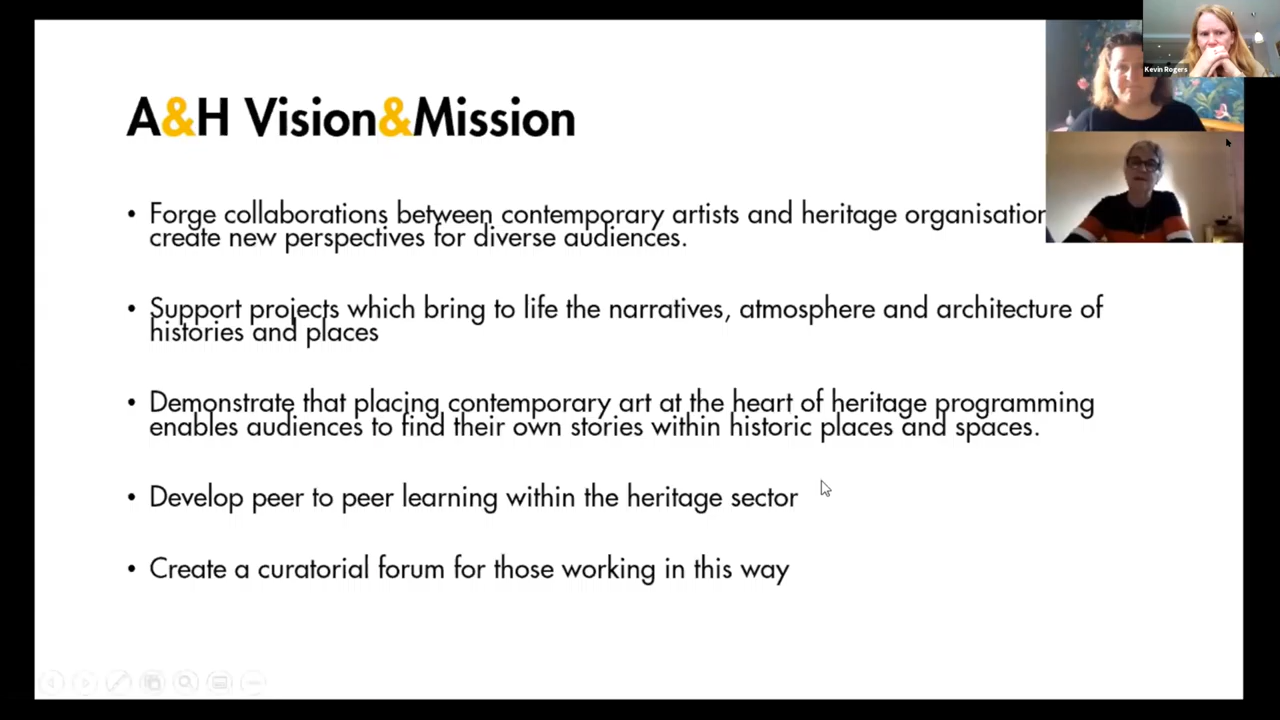 A&H Vision&Mission
• Forge collaborations between contemporary artists and heritage organisation
create new perspectives for diverse audiences.
• Support projects which bring to life the narratives, atmosphere and architecture of
histories and places
• Demonstrate that placing contemporary art at the heart of heritage programming
enables audiences to find their own stories within historic places and spaces.
• Develop peer to peer learning within the heritage sector
• Create a curatorial forum for those working in this way
Kevin Rogers